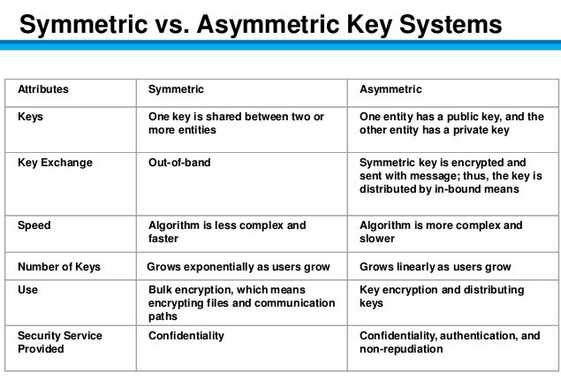 Symmetric vs. Asymmetric Key Systems
Attributes Symmetric Asymmetric
Keys One key is shared between two or One entity has a public key, and the
more entities other entity has a private key
Key Exchange Out-of-band Symmetric key is encrypted and
sent with message; thus, the key is
distributed by in-bound means
Speed Algorithm is less complex and Algorithm is more complex and
faster slower
Number of Keys Grows exponentially as users grow Grows linearly as users grow
Use Bulk encryption, which means Key encryption and distributing
encrypting files and communication keys
paths
Security Service Confidentiality Confidentiality, authentication, and
Provided non-repudiation